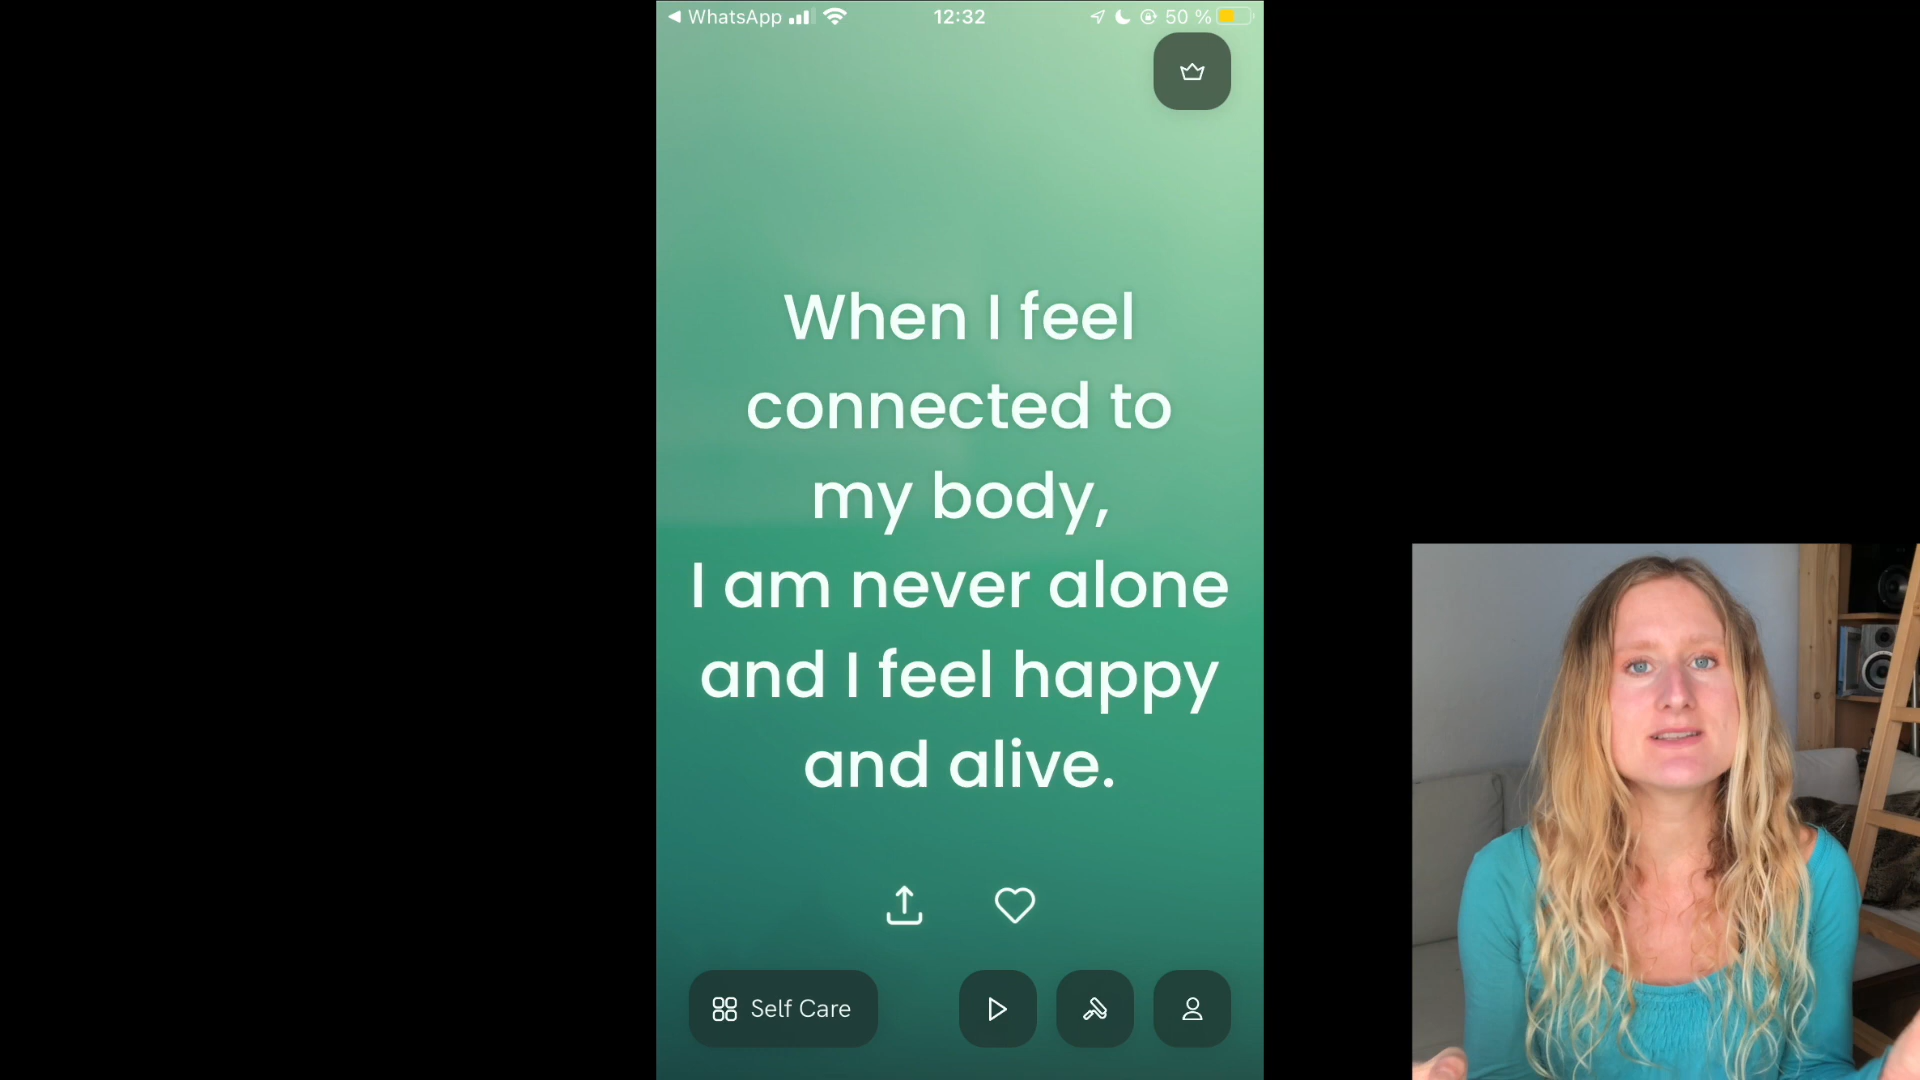 WhatsApp 12:32 50 %
When I feel
connected to
my body,
I am never alone
and I feel happy
and alive.
Self Care